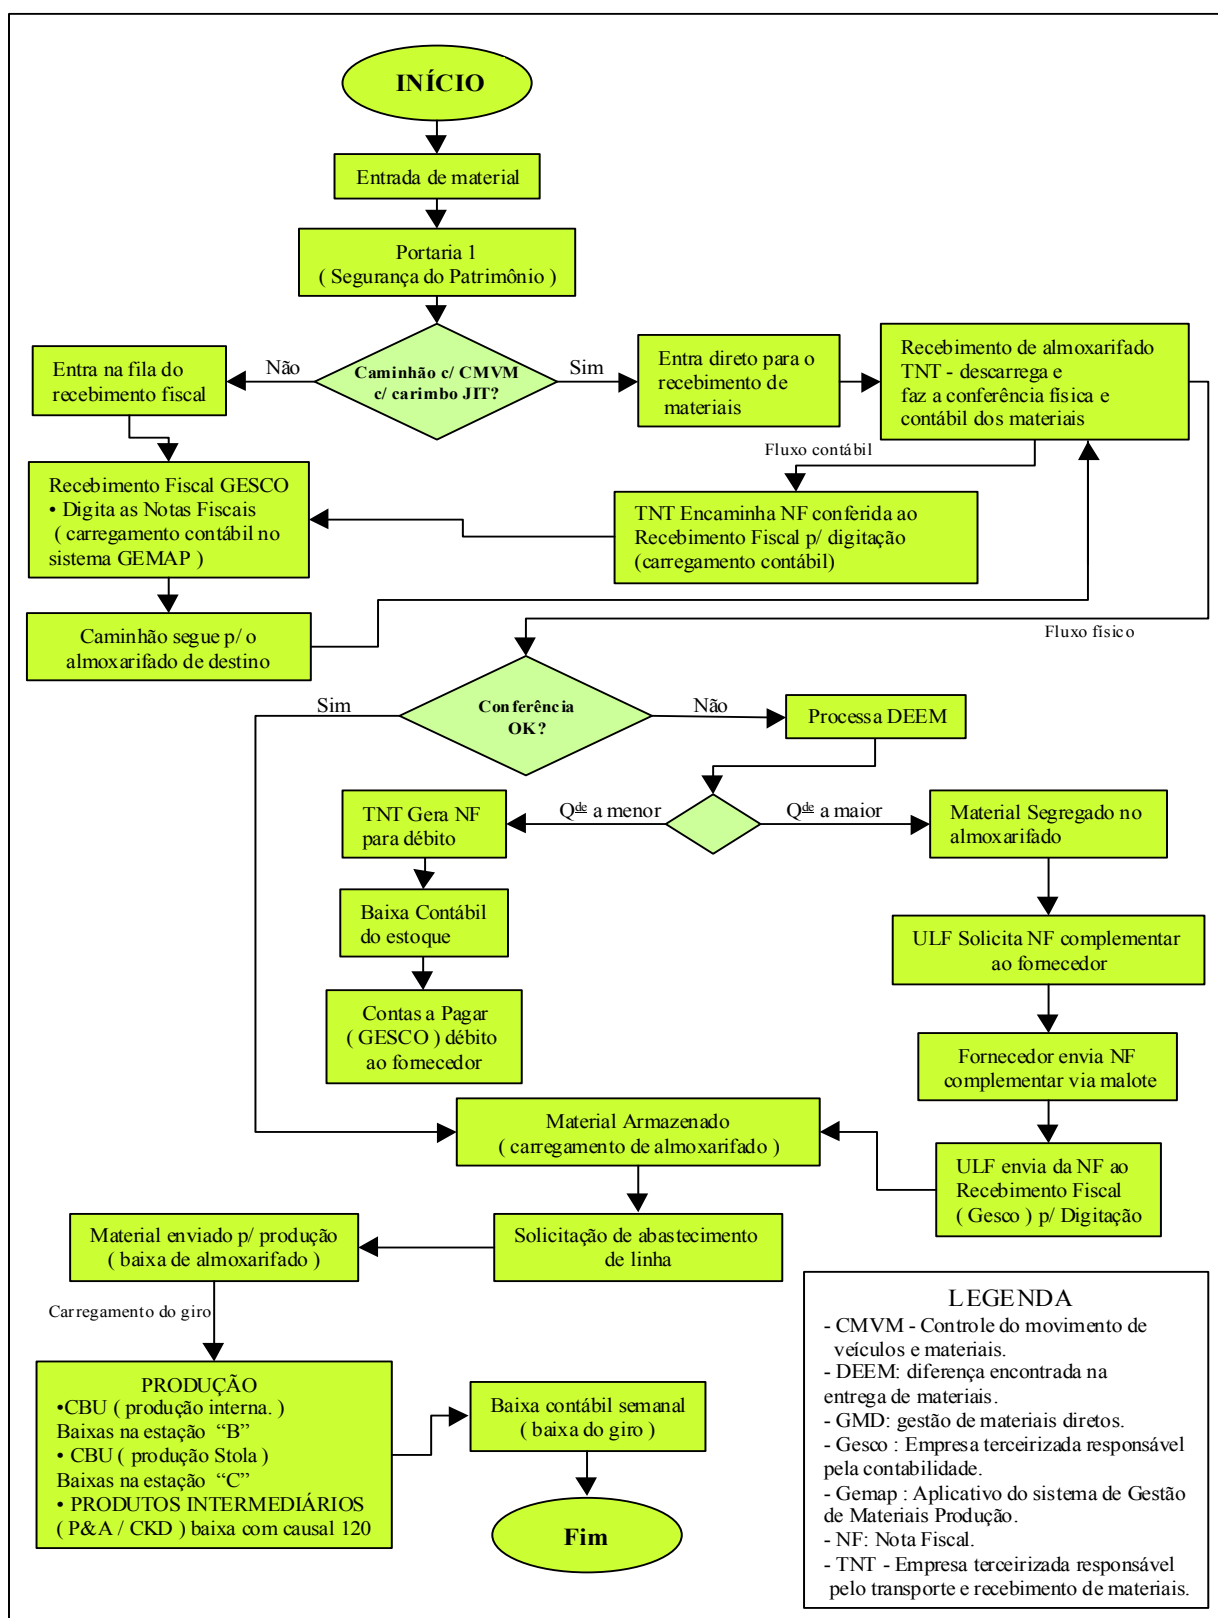 INÍCIO
Entrada de material
Portaria 1
( Segurança do Patrimônio )
Caminhão c/ CMVM
c/ carimbo JIT?
Não
Sim
Entra na fila do
recebimento fiscal
Entra direto para o
recebimento de
materiais
Recebimento de almoxarifado
TNT - descarrega e
faz a conferência física e
contábil dos materiais
Fluxo contábil
Recebimento Fiscal GESCO
• Digita as Notas Fiscais
( carregamento contábil no
sistema GEMAP )
TNT Encaminha NF conferida ao
Recebimento Fiscal p/ digitação
(carregamento contábil)
Caminhão segue p/ o
almoxarifado de destino
Fluxo físico
Conferência
OK?
Sim
Não
Processa DEEM
Qde a menor
Qde a maior
TNT Gera NF
para débito
Material Segregado no
almoxarifado
Baixa Contábil
do estoque
ULF Solicita NF complementar
ao fornecedor
Contas a Pagar
( GESCO ) débito
ao fornecedor
Fornecedor envia NF
complementar via malote
Material Armazenado
( carregamento de almoxarifado )
ULF envia da NF ao
Recebimento Fiscal
( Gesco ) p/ Digitação
Solicitação de abastecimento
de linha
Material enviado p/ produção
( baixa de almoxarifado )
Carregamento do giro
PRODUÇÃO
•CBU ( produção interna. )
Baixas na estação “B”
• CBU ( produção Stola )
Baixas na estação “C”
• PRODUTOS INTERMEDIÁRIOS
( P&A / CKD ) baixa com causal 120
Baixa contábil semanal
( baixa do giro )
Fim
LEGENDA
- CMVM - Controle do movimento de
veículos e materiais.
- DEEM: diferença encontrada na
entrega de materiais.
- GMD: gestão de materiais diretos.
- Gesco : Empresa terceirizada responsável
pela contabilidade.
- Gemap : Aplicativo do sistema de Gestão
de Materiais Produção.
- NF: Nota Fiscal.
- TNT - Empresa terceirizada responsável
pelo transporte e recebimento de materiais.